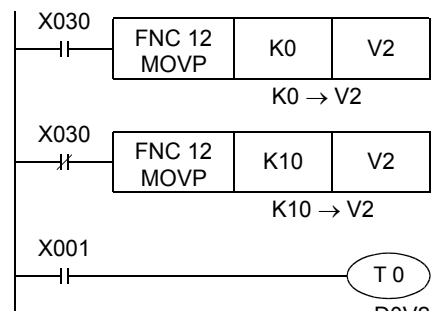 X030
FNC 12 MOVP K0 V2
K0 → V2
X030
FNC 12 MOVP K10 V2
K10 → V2
X001
T 0